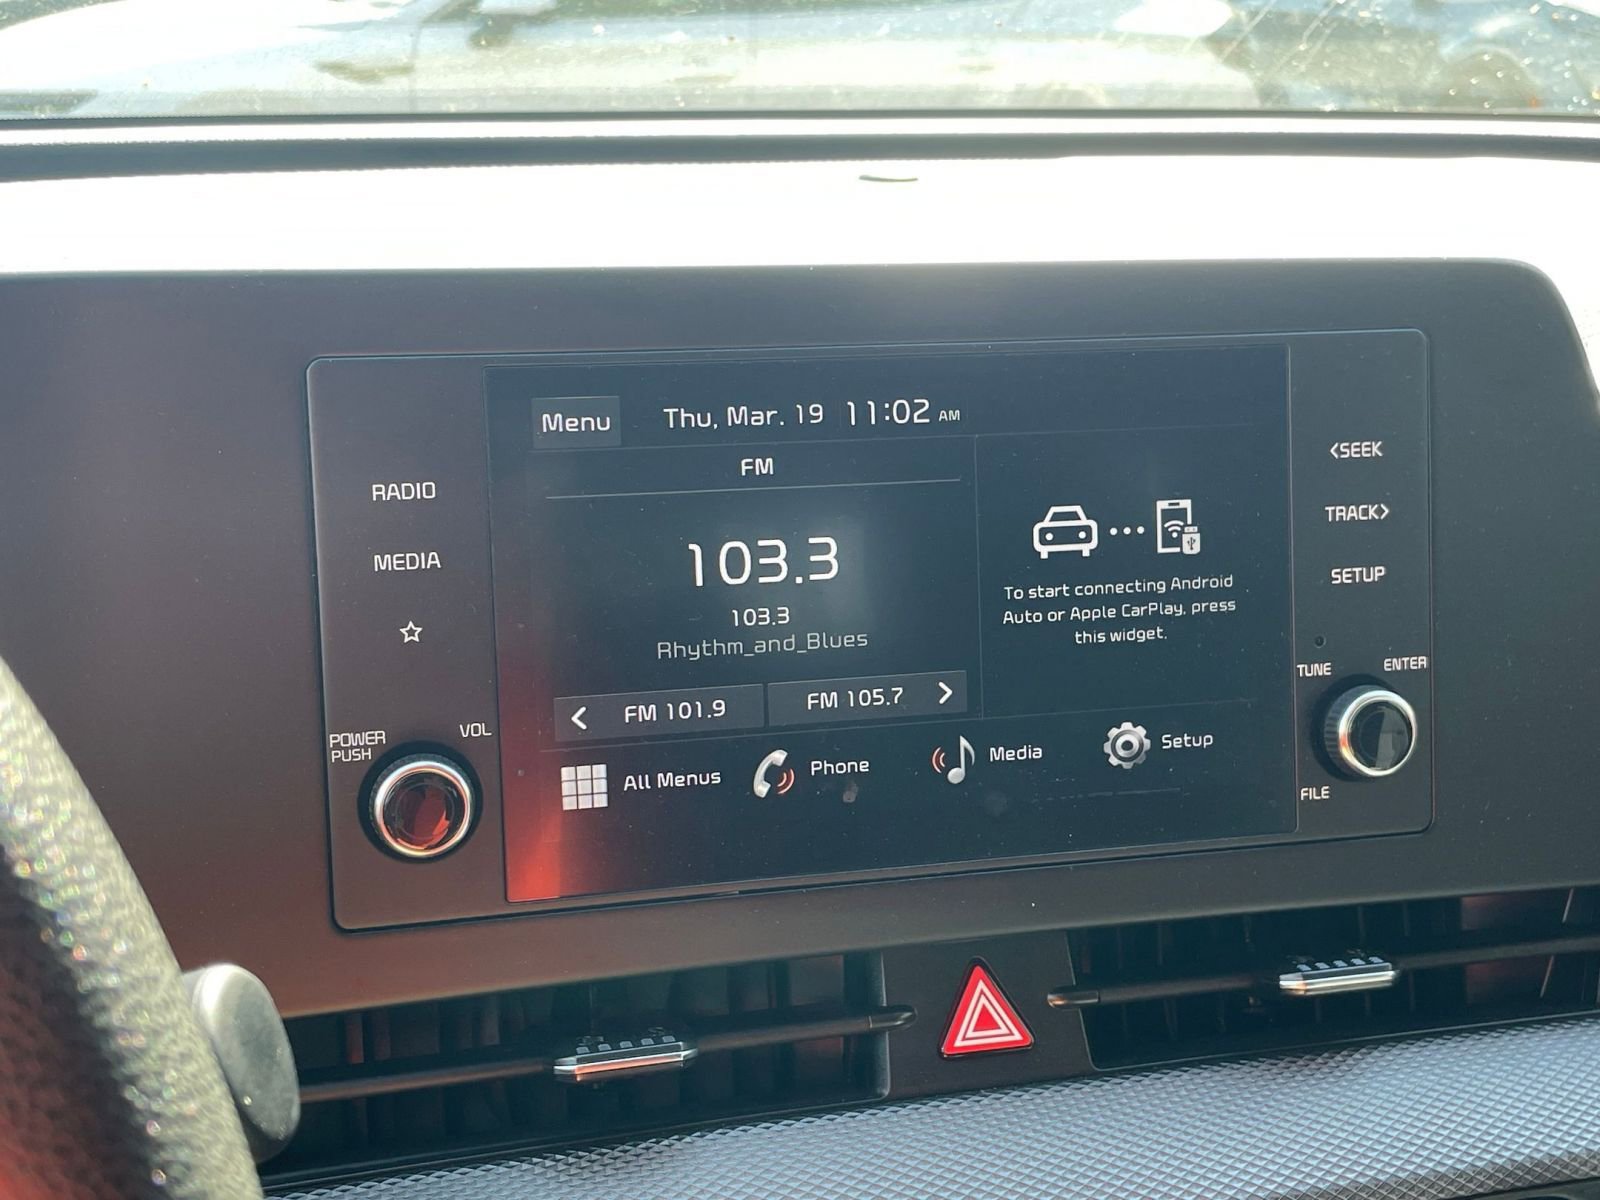 Menu Thu, Mar. 19 11:02 AM
FM
103.3
103.3
Rhythm_and_Blues
FM 101.9 FM 105.7
To start connecting Android
Auto or Apple CarPlay, press
this widget.
All Menus Phone Media Setup
RADIO
MEDIA
POWER
PUSH
VOL
<SEEK
TRACK>
SETUP
TUNE
ENTER
FILE